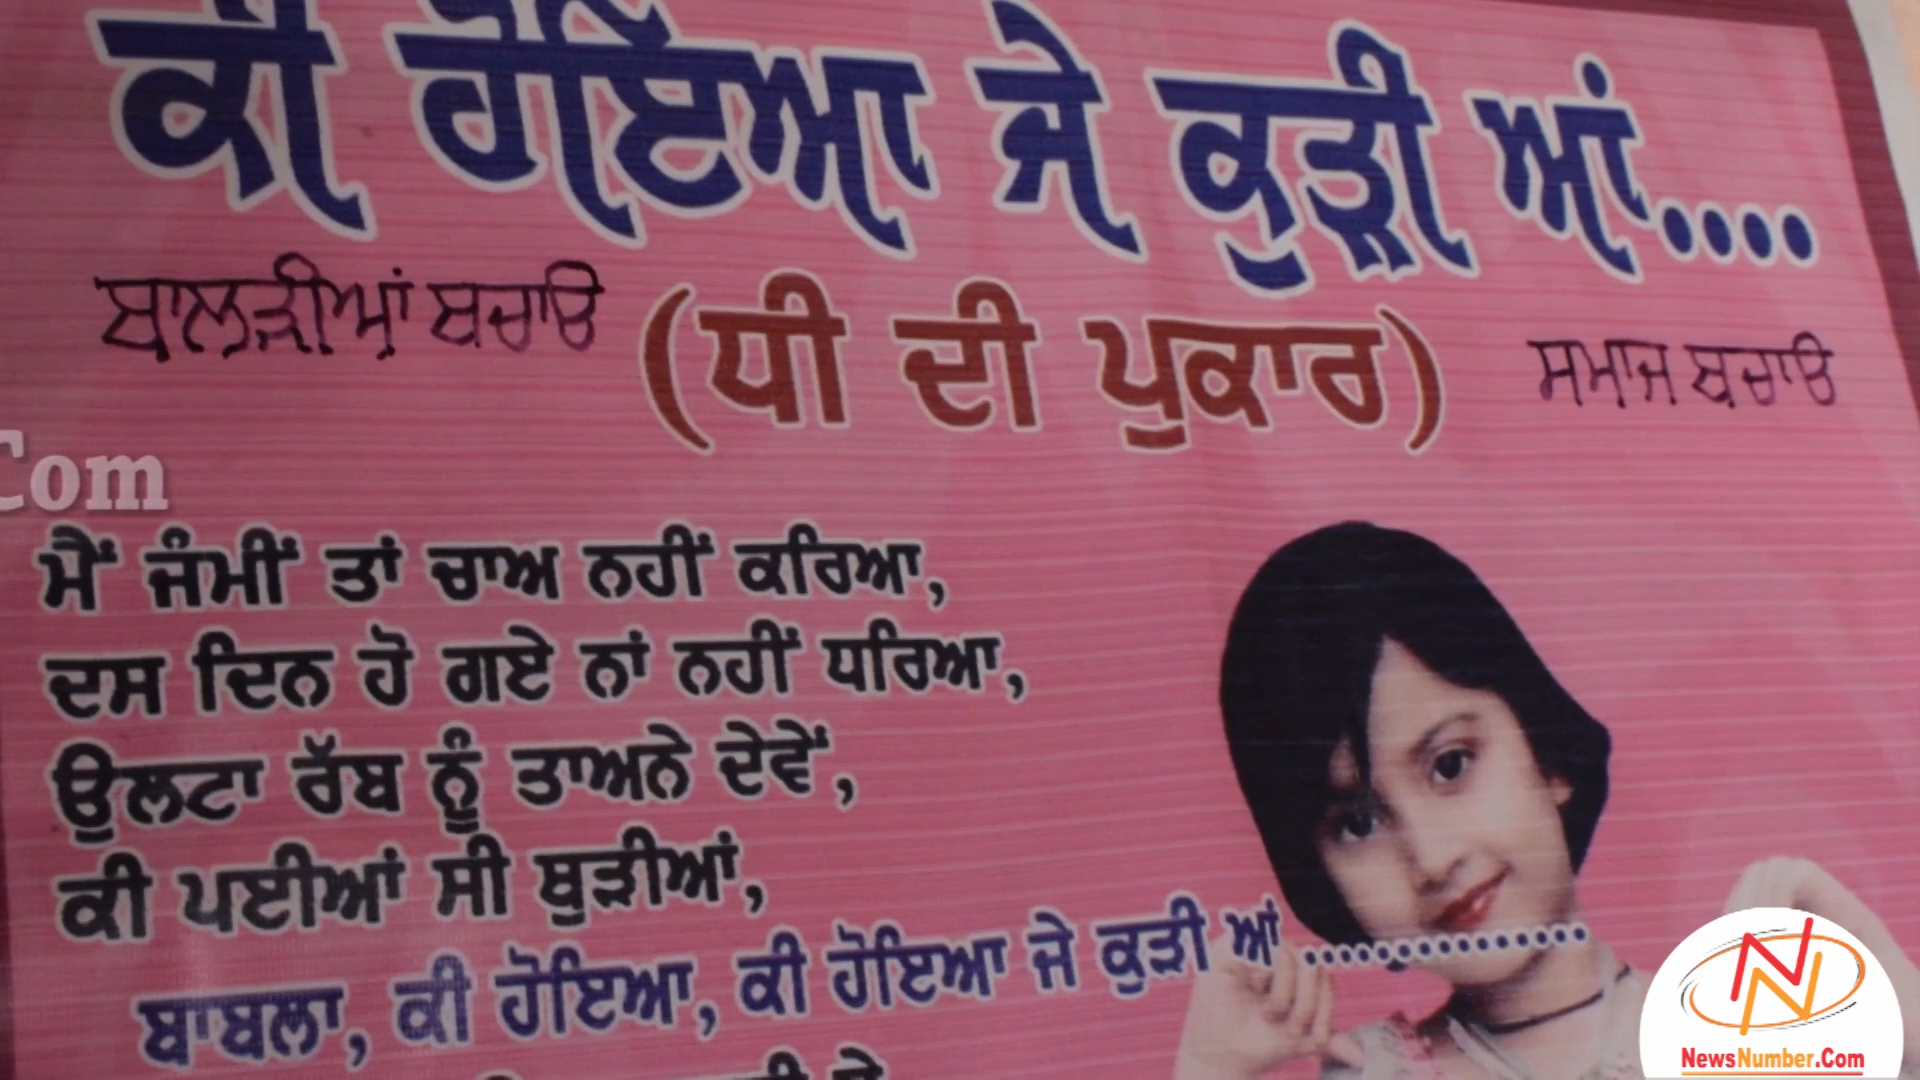 ਕੀ ਹੋਇਆ ਜੇ ਕੁੜੀ ਆਂ....
ਬਾਲੜੀਆਂ ਬਚਾਓ (ਧੀ ਦੀ ਪੁਕਾਰ) ਸਮਾਜ ਬਚਾਓ
Com
ਮੈਂ ਜੰਮੀਂ ਤਾਂ ਚਾਅ ਨਹੀਂ ਕਰਿਆ,
ਦਸ ਦਿਨ ਹੋ ਗਏ ਨਾਂ ਨਹੀਂ ਧਰਿਆ,
ਉਲਟਾ ਰੱਬ ਨੂੰ ਤਾਅਨੇ ਦੇਵੇਂ,
ਕੀ ਪਈਆਂ ਸੀ ਥੁੜੀਆਂ,
ਬਾਬਲਾ, ਕੀ ਹੋਇਆ, ਕੀ ਹੋਇਆ ਜੇ ਕੁੜੀ ਆਂ...............
NewsNumber.Com